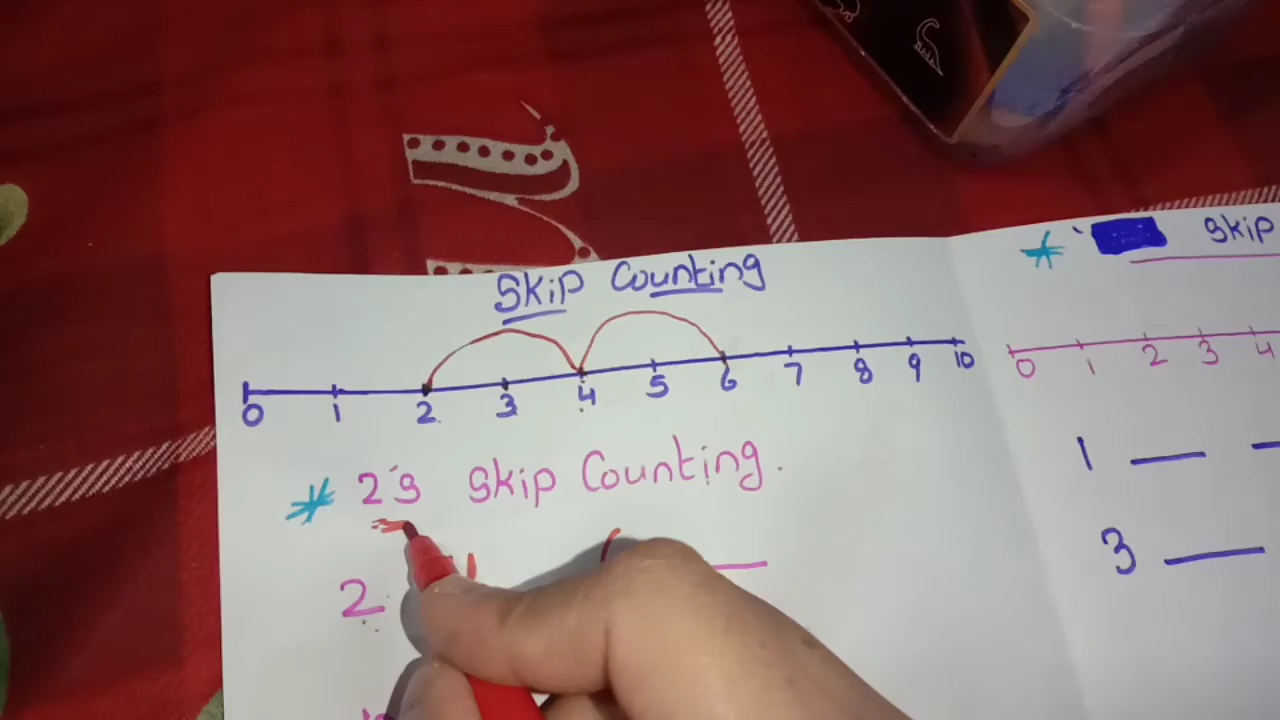 Skip Counting
0 1 2 3 4 5 6 7 8 9 10
* 2's Skip Counting.
2
* Skip
0 1 2 3 4
1
3